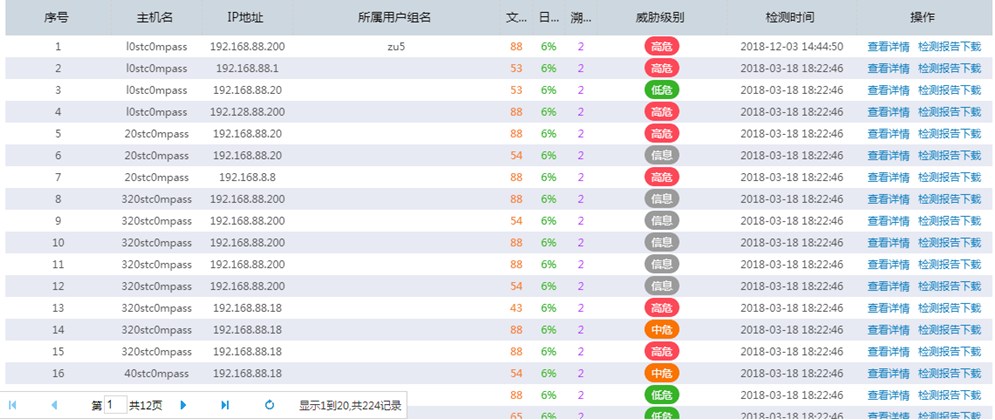 序号 主机名 IP地址 所属用户组名 文... 日... 溯... 威胁级别 检测时间 操作
1 l0stc0mpass 192.168.88.200 zu5 88 6% 2 高危 2018-12-03 14:44:50 查看详情 检测报告下载
2 l0stc0mpass 192.168.88.1 53 6% 2 高危 2018-03-18 18:22:46 查看详情 检测报告下载
3 l0stc0mpass 192.168.88.20 53 6% 2 低危 2018-03-18 18:22:46 查看详情 检测报告下载
4 l0stc0mpass 192.128.88.200 88 6% 2 高危 2018-03-18 18:22:46 查看详情 检测报告下载
5 20stc0mpass 192.168.88.20 88 6% 2 高危 2018-03-18 18:22:46 查看详情 检测报告下载
6 20stc0mpass 192.168.88.20 54 6% 2 信息 2018-03-18 18:22:46 查看详情 检测报告下载
7 20stc0mpass 192.168.8.8 88 6% 2 高危 2018-03-18 18:22:46 查看详情 检测报告下载
8 320stc0mpass 192.168.88.200 88 6% 2 信息 2018-03-18 18:22:46 查看详情 检测报告下载
9 320stc0mpass 192.168.88.200 54 6% 2 信息 2018-03-18 18:22:46 查看详情 检测报告下载
10 320stc0mpass 192.168.88.200 88 6% 2 信息 2018-03-18 18:22:46 查看详情 检测报告下载
11 320stc0mpass 192.168.88.200 88 6% 2 信息 2018-03-18 18:22:46 查看详情 检测报告下载
12 320stc0mpass 192.168.88.200 54 6% 2 信息 2018-03-18 18:22:46 查看详情 检测报告下载
13 320stc0mpass 192.168.88.18 43 6% 2 高危 2018-03-18 18:22:46 查看详情 检测报告下载
14 320stc0mpass 192.168.88.18 88 6% 2 中危 2018-03-18 18:22:46 查看详情 检测报告下载
15 320stc0mpass 192.168.88.18 88 6% 2 高危 2018-03-18 18:22:46 查看详情 检测报告下载
16 40stc0mpass 192.168.88.18 54 6% 2 中危 2018-03-18 18:22:46 查看详情 检测报告下载
88 6% 2 低危 2018-03-18 18:22:46 查看详情 检测报告下载
65 6% 2 低危 2018-03-18 18:22:46 查看详情 检测报告下载
第 1 共12页 显示1到20,共224记录